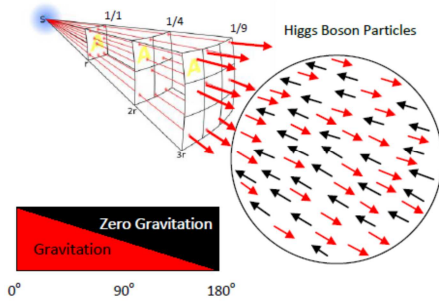 S
1/1
1/4
1/9
A
A
A
r
2r
3r
Higgs Boson Particles
Zero Gravitation
Gravitation
0°
90°
180°